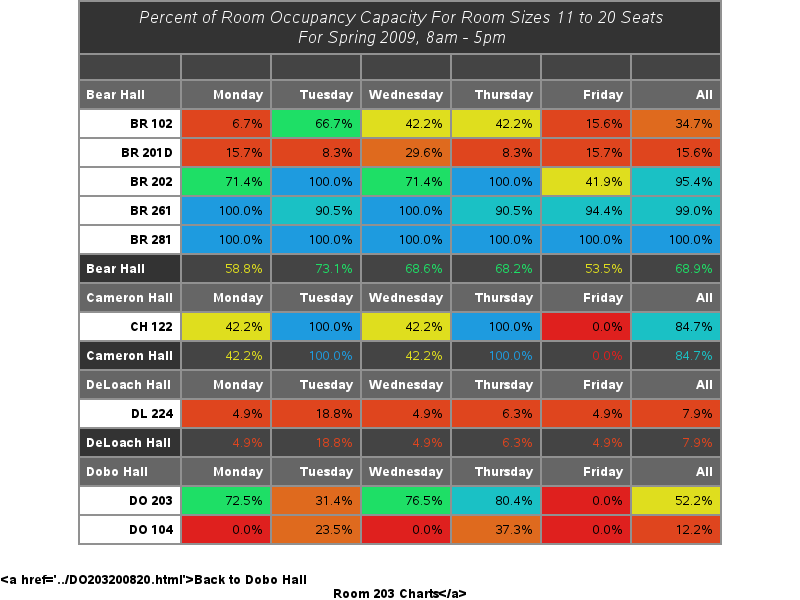 Percent of Room Occupancy Capacity For Room Sizes 11 to 20 Seats
For Spring 2009, 8am - 5pm
Bear Hall Monday Tuesday Wednesday Thursday Friday All
BR 102 6.7% 66.7% 42.2% 42.2% 15.6% 34.7%
BR 201D 15.7% 8.3% 29.6% 8.3% 15.7% 15.6%
BR 202 71.4% 100.0% 71.4% 100.0% 41.9% 95.4%
BR 261 100.0% 90.5% 100.0% 90.5% 94.4% 99.0%
BR 281 100.0% 100.0% 100.0% 100.0% 100.0% 100.0%
Bear Hall 58.8% 73.1% 68.6% 68.2% 53.5% 68.9%
Cameron Hall Monday Tuesday Wednesday Thursday Friday All
CH 122 42.2% 100.0% 42.2% 100.0% 0.0% 84.7%
Cameron Hall 42.2% 100.0% 42.2% 100.0% 0.0% 84.7%
DeLoach Hall Monday Tuesday Wednesday Thursday Friday All
DL 224 4.9% 18.8% 4.9% 6.3% 4.9% 7.9%
DeLoach Hall 4.9% 18.8% 4.9% 6.3% 4.9% 7.9%
Dobo Hall Monday Tuesday Wednesday Thursday Friday All
DO 203 72.5% 31.4% 76.5% 80.4% 0.0% 52.2%
DO 104 0.0% 23.5% 0.0% 37.3% 0.0% 12.2%
<a href='../DO203200820.html'>Back to Dobo Hall
Room 203 Charts</a>